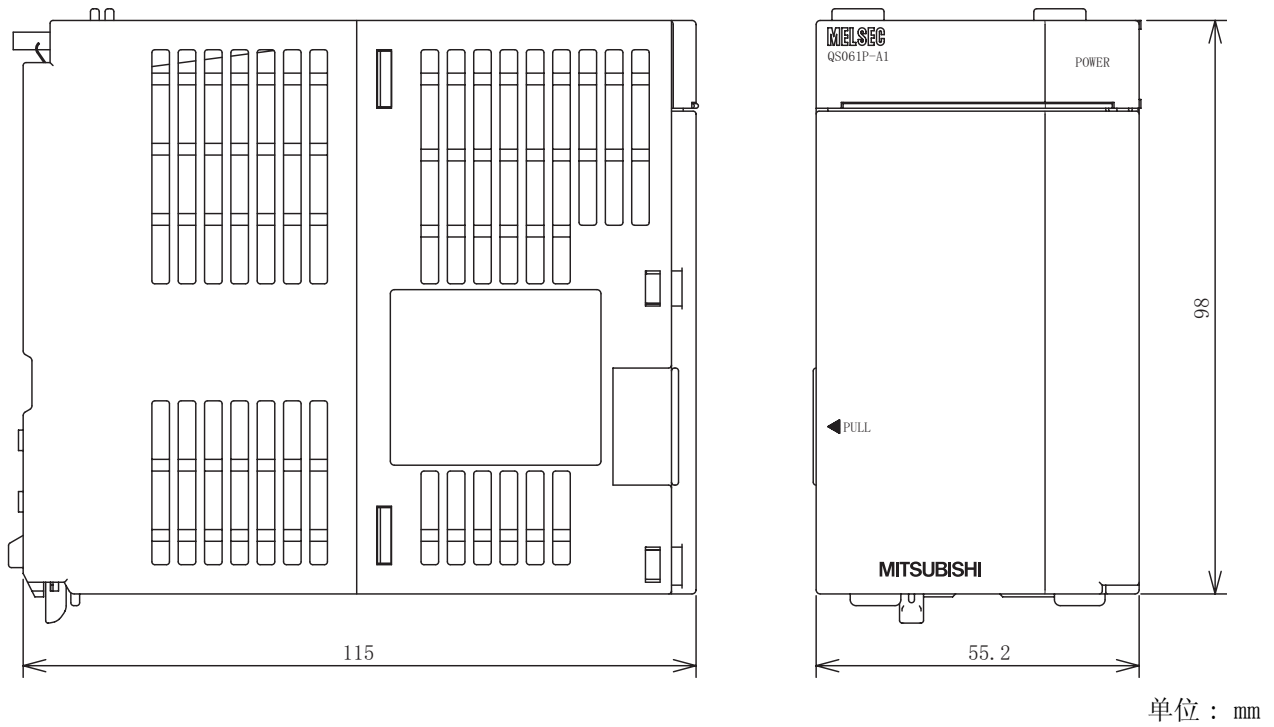 MELSEC
QS061P-A1
POWER
98
PULL
MITSUBISHI
115
55.2
单位：mm